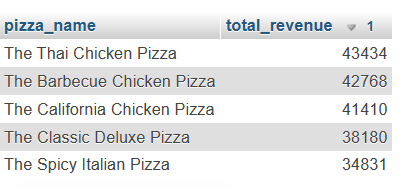 pizza_name total_revenue 1
The Thai Chicken Pizza 43434
The Barbecue Chicken Pizza 42768
The California Chicken Pizza 41410
The Classic Deluxe Pizza 38180
The Spicy Italian Pizza 34831